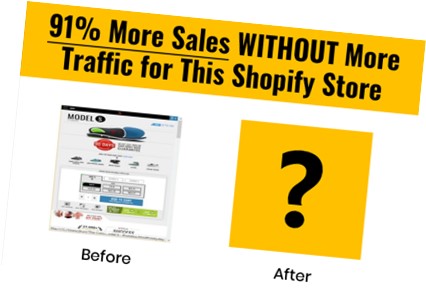 91% More Sales WITHOUT More
Traffic for This Shopify Store
MODEL
?
Before
After